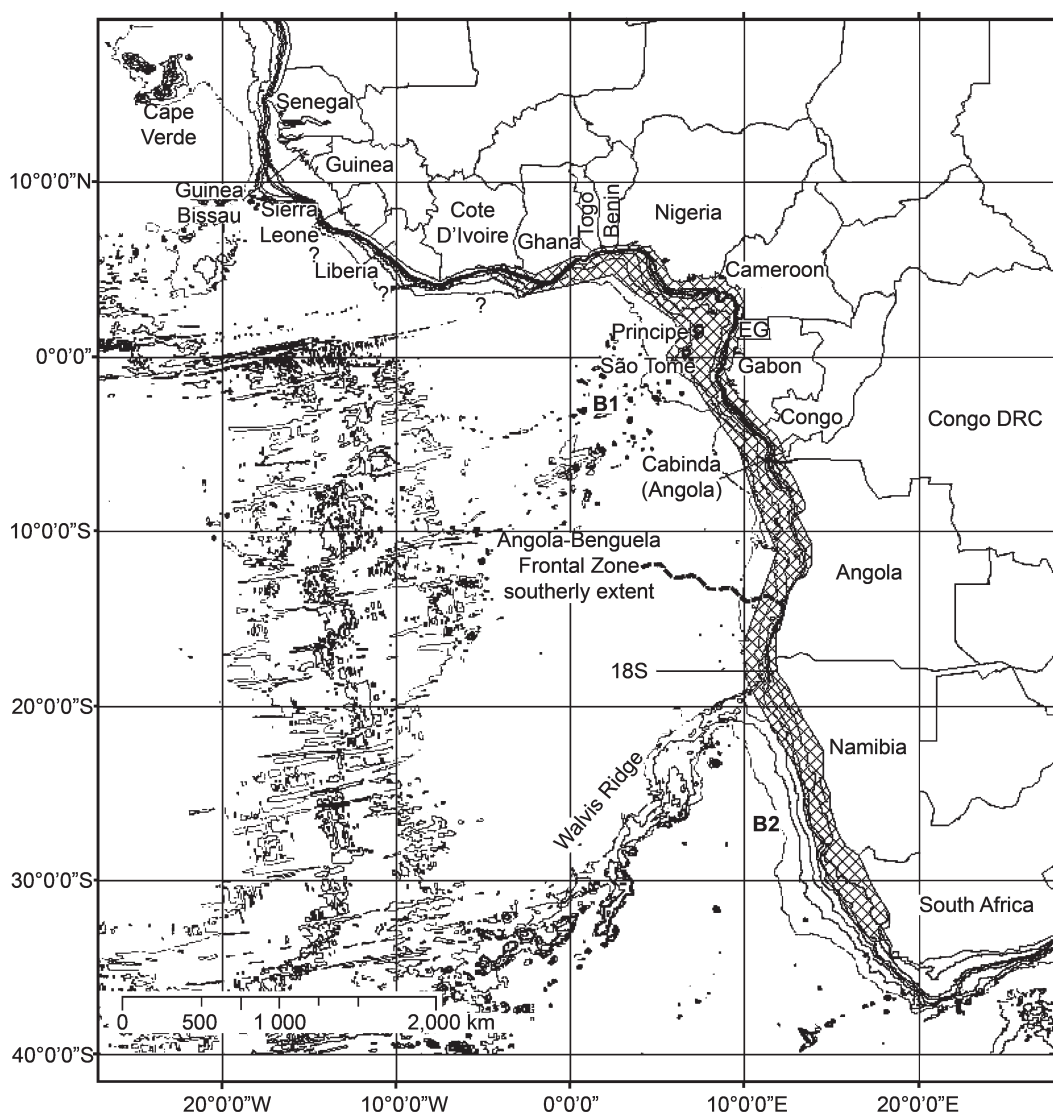 Senegal
Cape
Verde
Guinea
10°0'0"N
Guinea
Bissau
Sierra
Leone
?
Liberia
?
Cote
D'Ivoire
?
Ghana
Togo
Benin
Nigeria
Cameroon
Principe
EG
0°0'0"
São Tome
Gabon
B1
Congo
Congo DRC
Cabinda
(Angola)
10°0'0"S
Angola-Benguela
Frontal Zone
southerly extent
Angola
18S
20°0'0"S
Namibia
Walvis Ridge
B2
30°0'0"S
South Africa
0 500 1 000 2,000 km
40°0'0"S
20°0'0"W 10°0'0"W 0°0'0" 10°0'0"E 20°0'0"E